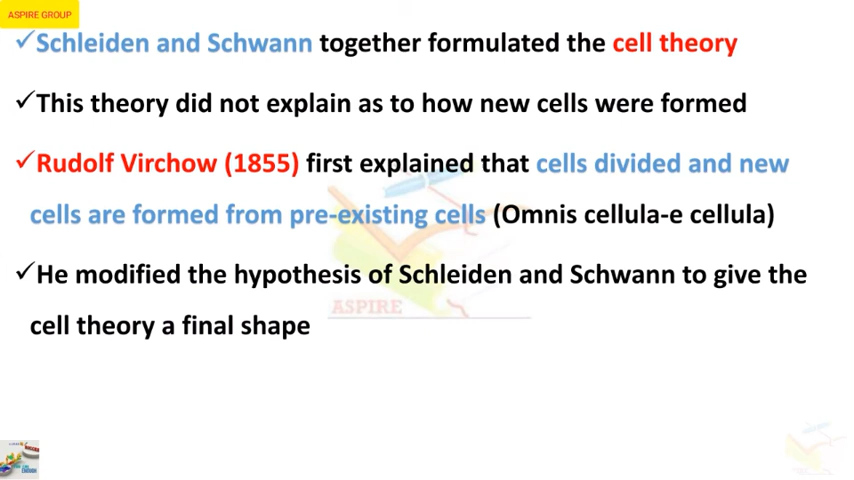 ASPIRE GROUP
✓Schleiden and Schwann together formulated the cell theory
✓This theory did not explain as to how new cells were formed
✓Rudolf Virchow (1855) first explained that cells divided and new
cells are formed from pre-existing cells (Omnis cellula-e cellula)
✓He modified the hypothesis of Schleiden and Schwann to give the
ASPIRE
cell theory a final shape